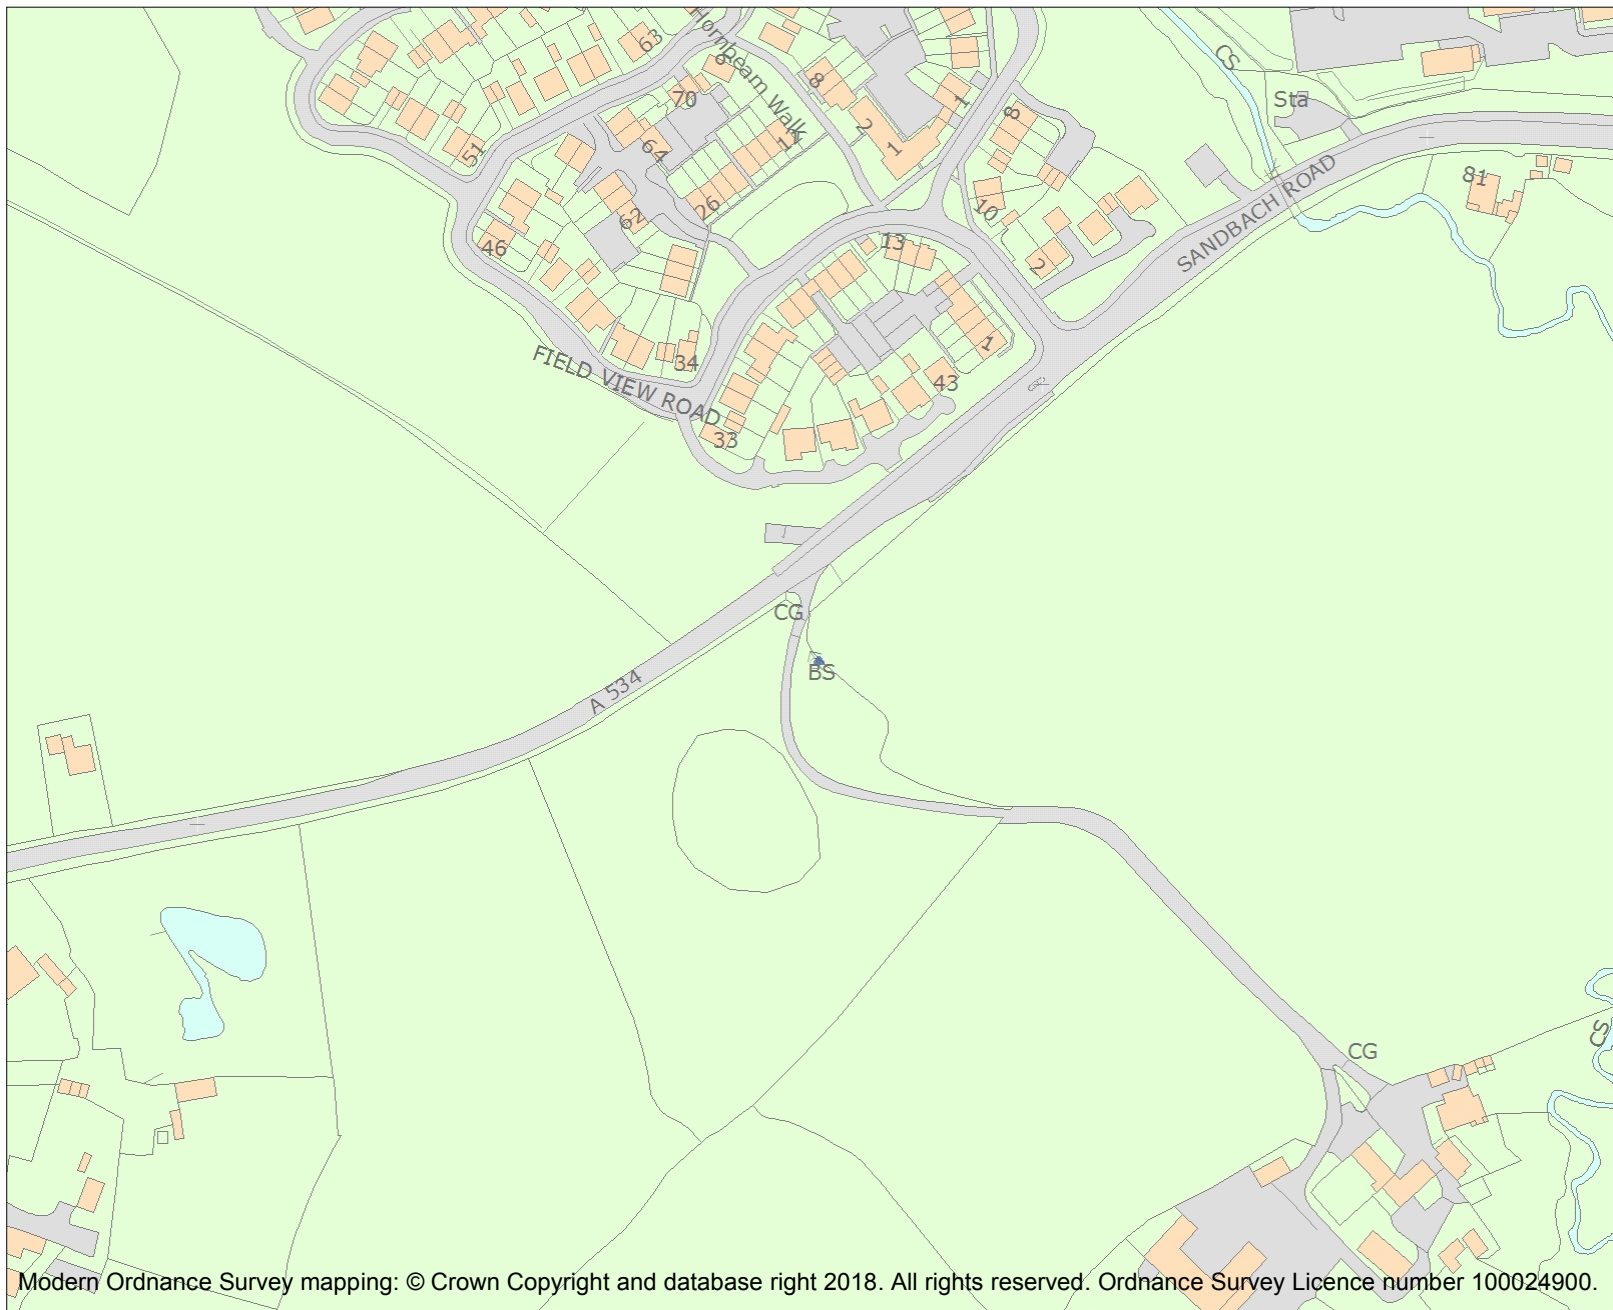 Hornbeam Walk
63
6
CS
8
70
1
8
Sta
2
51
64
17
1
81
62
26
10
SANDBACH ROAD
46
13
2
34
1
FIELD VIEW ROAD
43
33
CG
BS
A 534
CS
CG
Modern Ordnance Survey mapping: © Crown Copyright and database right 2018. All rights reserved. Ordnance Survey Licence number 100024900.